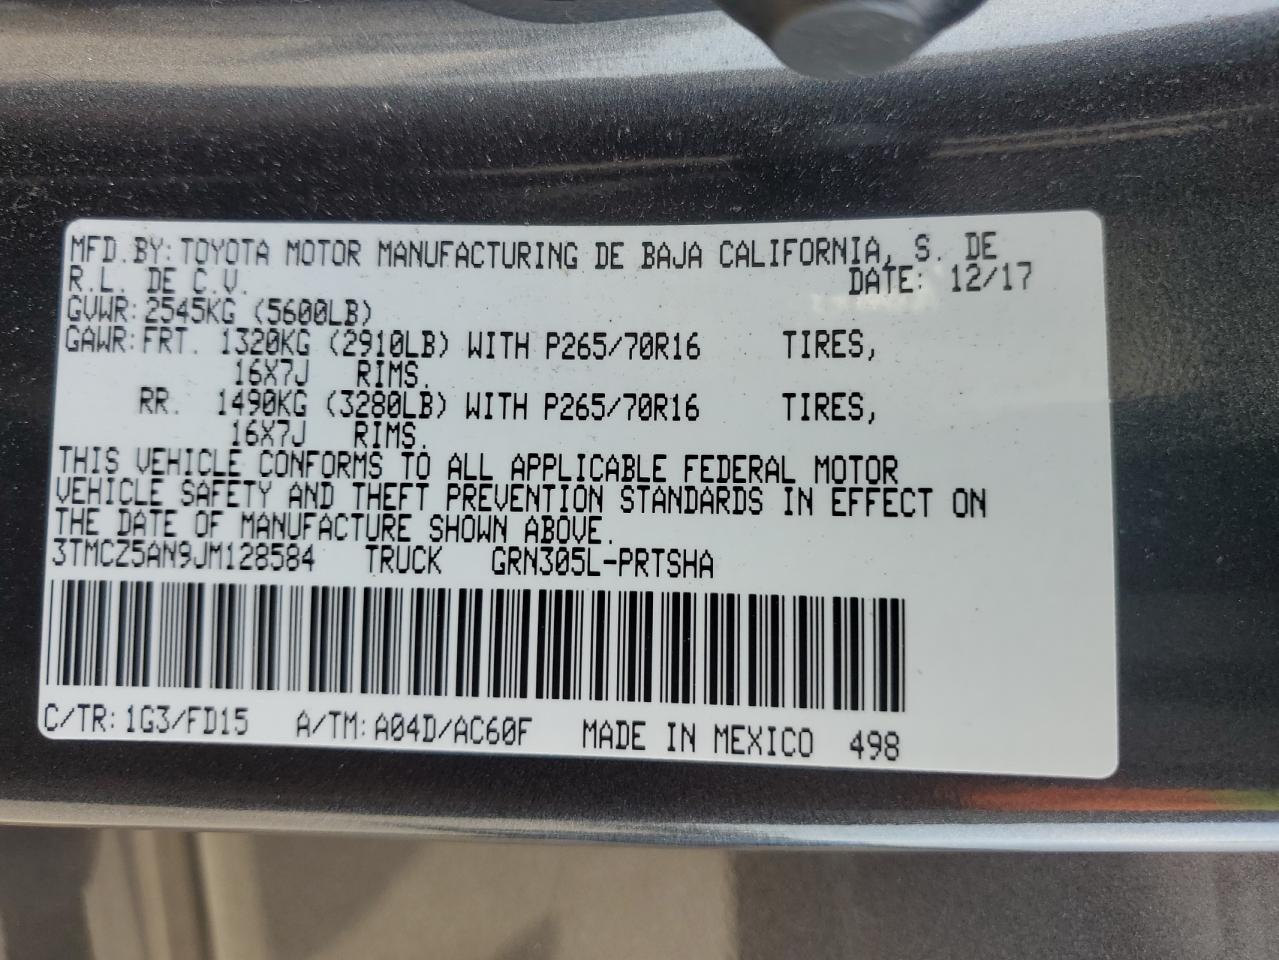 MFD.BY:TOYOTA MOTOR MANUFACTURING DE BAJA CALIFORNIA, S. DE
R.L. DE C.V. DATE: 12/17
GVWR:2545KG (5600LB)
GAWR:FRT. 1320KG (2910LB) WITH P265/70R16 TIRES,
16X7J RIMS.
RR. 1490KG (3280LB) WITH P265/70R16 TIRES,
16X7J RIMS.
THIS VEHICLE CONFORMS TO ALL APPLICABLE FEDERAL MOTOR
VEHICLE SAFETY AND THEFT PREVENTION STANDARDS IN EFFECT ON
THE DATE OF MANUFACTURE SHOWN ABOVE.
3TMCZ5AN9JM128584 TRUCK GRN305L-PRTSHA
C/TR:1G3/FD15 A/TM:A04D/AC60F MADE IN MEXICO 498